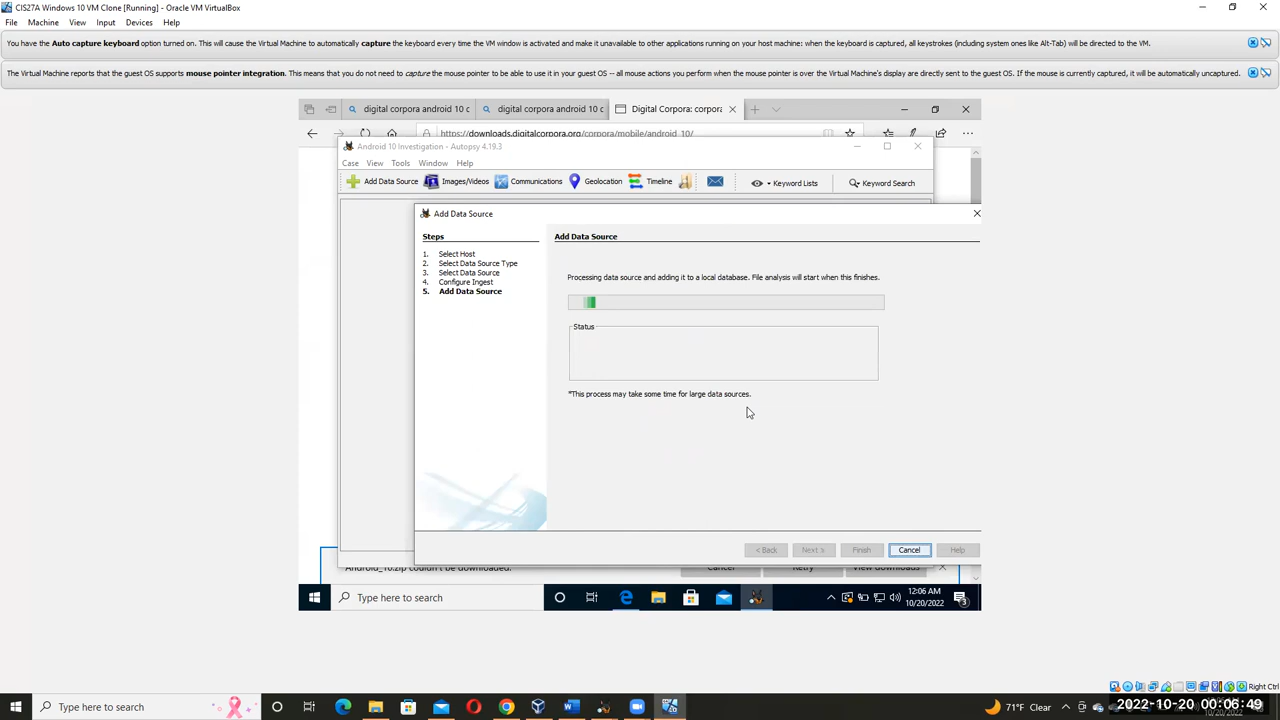 CIS27A Windows 10 VM Clone [Running] - Oracle VM VirtualBox
File Machine View Input Devices Help
You have the Auto capture keyboard option turned on. This will cause the Virtual Machine to automatically capture the keyboard every time the VM window is activated and make it unavailable to other applications running on your host machine: when the keyboard is captured, all keystrokes (including system ones like Alt-Tab) will be directed to the VM.
The Virtual Machine reports that the guest OS supports mouse pointer integration. This means that you do not need to capture the mouse pointer to be able to use it in your guest OS -- all mouse actions you perform when the mouse pointer is over the Virtual Machine's display are directly sent to the guest OS. If the mouse is currently captured, it will be automatically uncaptured.
digital corpora android 10 c digital corpora android 10 c Digital Corpora: corpora
https://downloads.digitalcorpora.org/corpora/mobile/android_10/
Android 10 Investigation - Autopsy 4.19.3
Case View Tools Window Help
Add Data Source Images/Videos Communications Geolocation Timeline Keyword Lists Keyword Search
Add Data Source
Steps
1. Select Host
2. Select Data Source Type
3. Select Data Source
4. Configure Ingest
5. Add Data Source
Add Data Source
Processing data source and adding it to a local database. File analysis will start when this finishes.
Status
*This process may take some time for large data sources.
< Back Next > Finish Cancel Help
Android_10.zip couldn't be downloaded. Cancel Retry View downloads
Type here to search
12:06 AM
10/20/2022
3
Right Ctrl
Type here to search
71°F Clear
2022-10-20 00:06:49